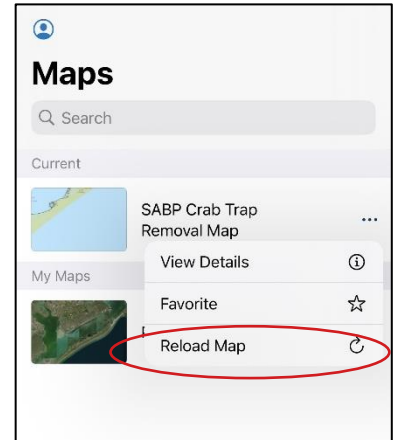 Maps
Search
Current
SABP Crab Trap
Removal Map
My Maps
View Details
Favorite
Reload Map